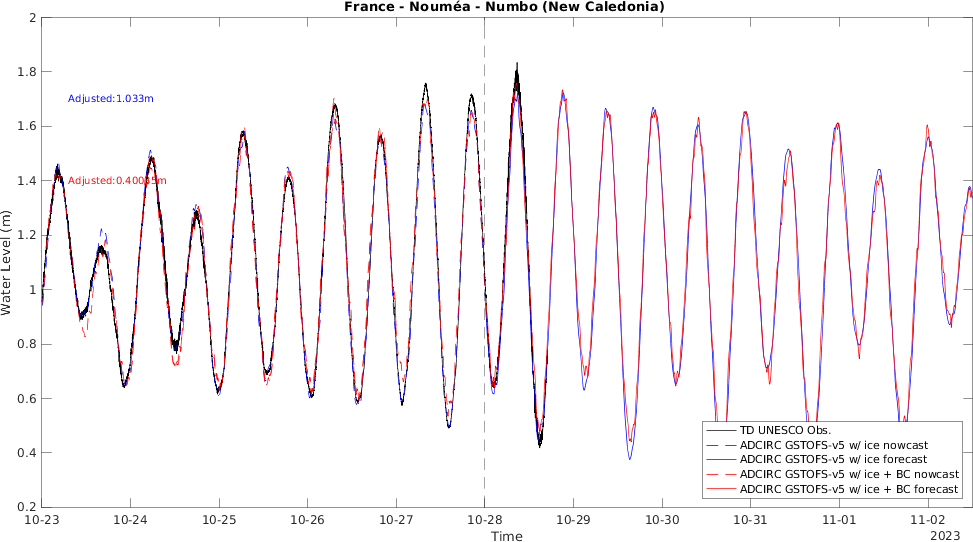 France - Nouméa - Numbo (New Caledonia)
2
1.8
1.6
1.4
1.2
1
0.8
0.6
0.4
0.2
Water Level (m)
Adjusted:1.033m
TD UNESCO Obs.
ADCIRC GSTOFS-v5 w/ ice nowcast
ADCIRC GSTOFS-v5 w/ ice forecast
ADCIRC GSTOFS-v5 w/ ice + BC nowcast
ADCIRC GSTOFS-v5 w/ ice + BC forecast
10-23
10-24
10-25
10-26
10-27
10-28
10-29
10-30
10-31
11-01
11-02
Time
2023